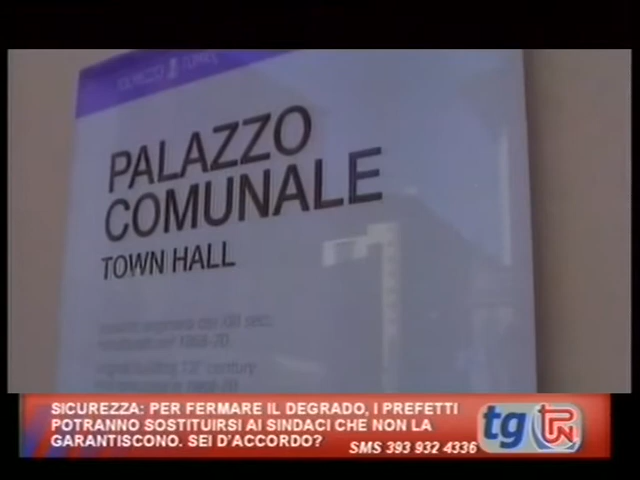 PALAZZO
COMUNALE
TOWN HALL
SICUREZZA: PER FERMARE IL DEGRADO, I PREFETTI
POTRANNO SOSTITUIRSI AI SINDACI CHE NON LA
GARANTISCONO. SEI D'ACCORDO?
SMS 393 932 4336
tg TPN